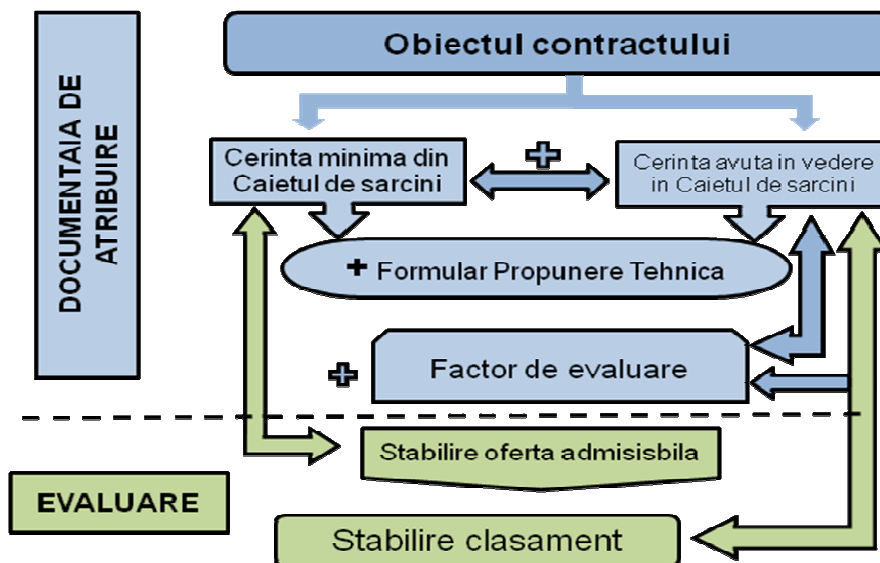 DOCUMENTAIA DE
ATRIBUIRE
Obiectul contractului
Cerinta minima din
Caietul de sarcini
+
Cerinta avuta in vedere
in Caietul de sarcini
+ Formular Propunere Tehnica
+
Factor de evaluare
Stabilire oferta admisisbila
EVALUARE
Stabilire clasament